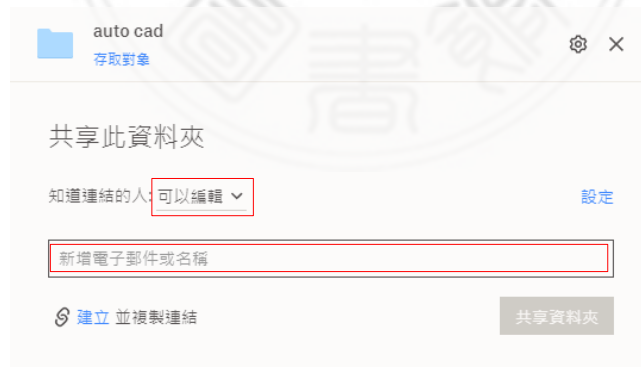 auto cad
存取對象
共享此資料夾
知道連結的人: 可以編輯
設定
新增電子郵件或名稱
建立 並複製連結
共享資料夾